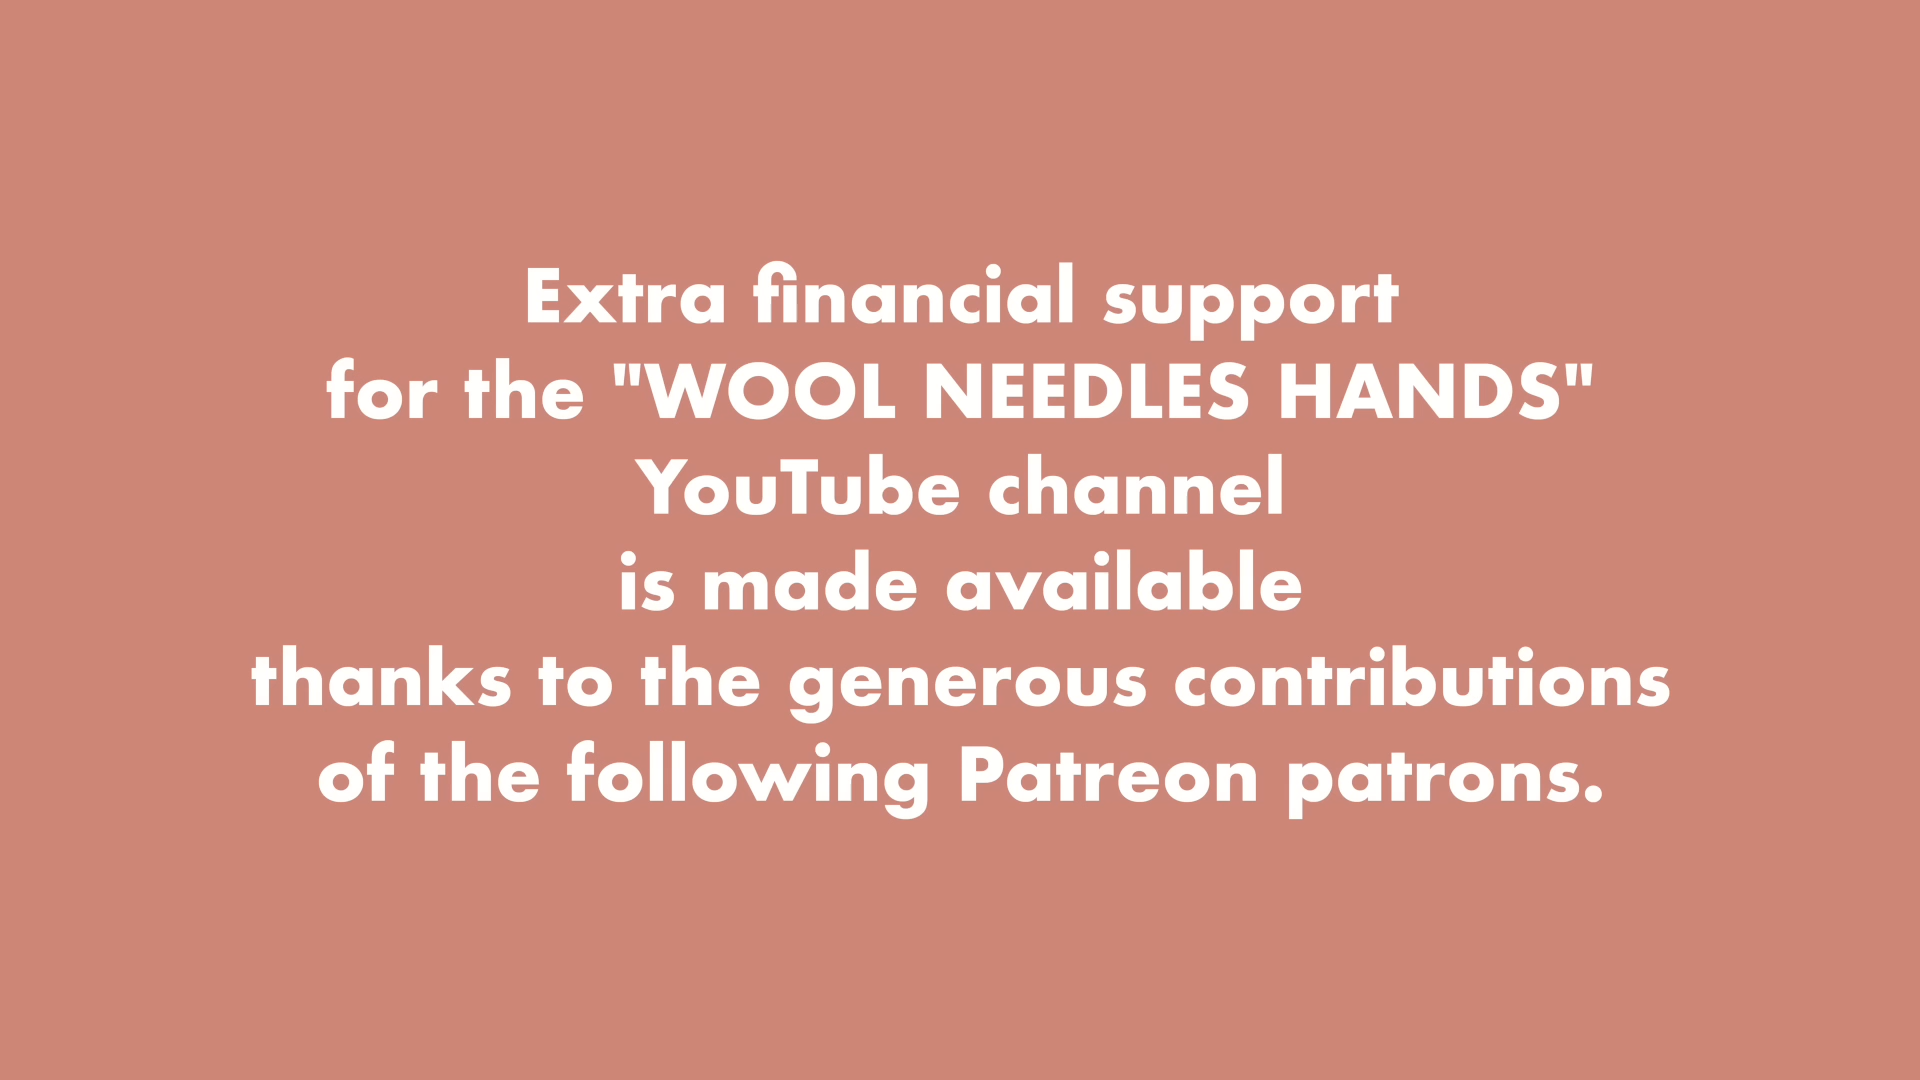 Extra financial support
for the "WOOL NEEDLES HANDS"
YouTube channel
is made available
thanks to the generous contributions
of the following Patreon patrons.